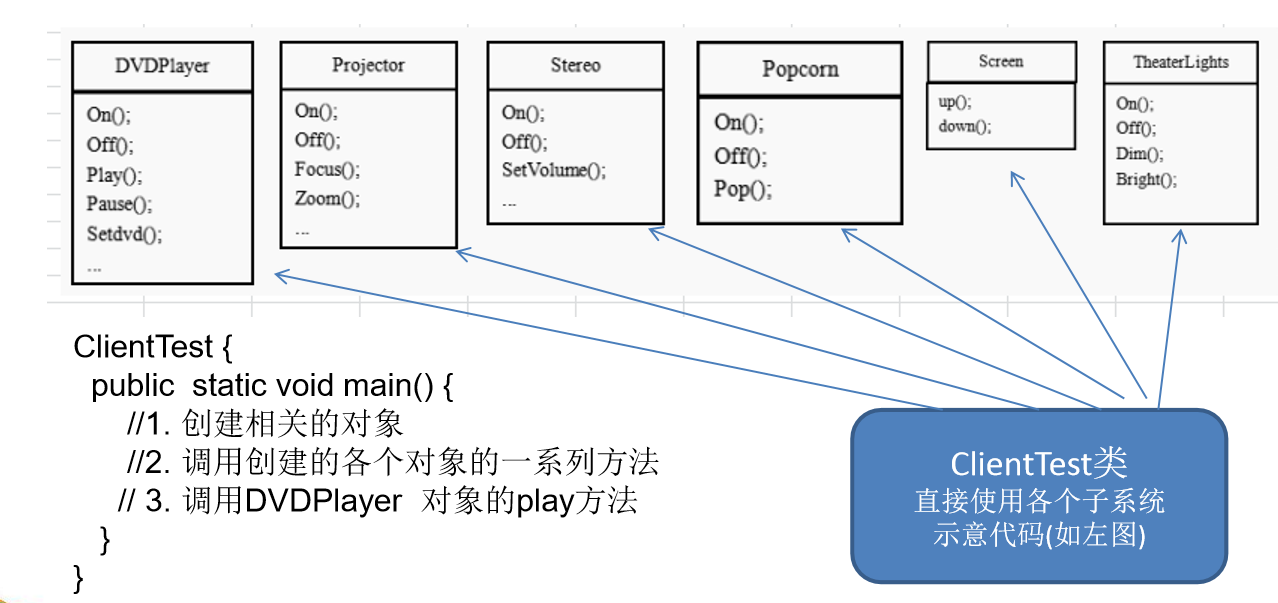 DVDPlayer
On();
Off();
Play();
Pause();
Setdvd();
...
Projector
On();
Off();
Focus();
Zoom();
...
Stereo
On();
Off();
SetVolume();
...
Popcorn
On();
Off();
Pop();
Screen
up();
down();
TheaterLights
On();
Off();
Dim();
Bright();
ClientTest {
public static void main() {
//1. 创建相关的对象
//2. 调用创建的各个对象的一系列方法
// 3. 调用DVDPlayer 对象的play方法
}
}
ClientTest类
直接使用各个子系统
示意代码(如左图)